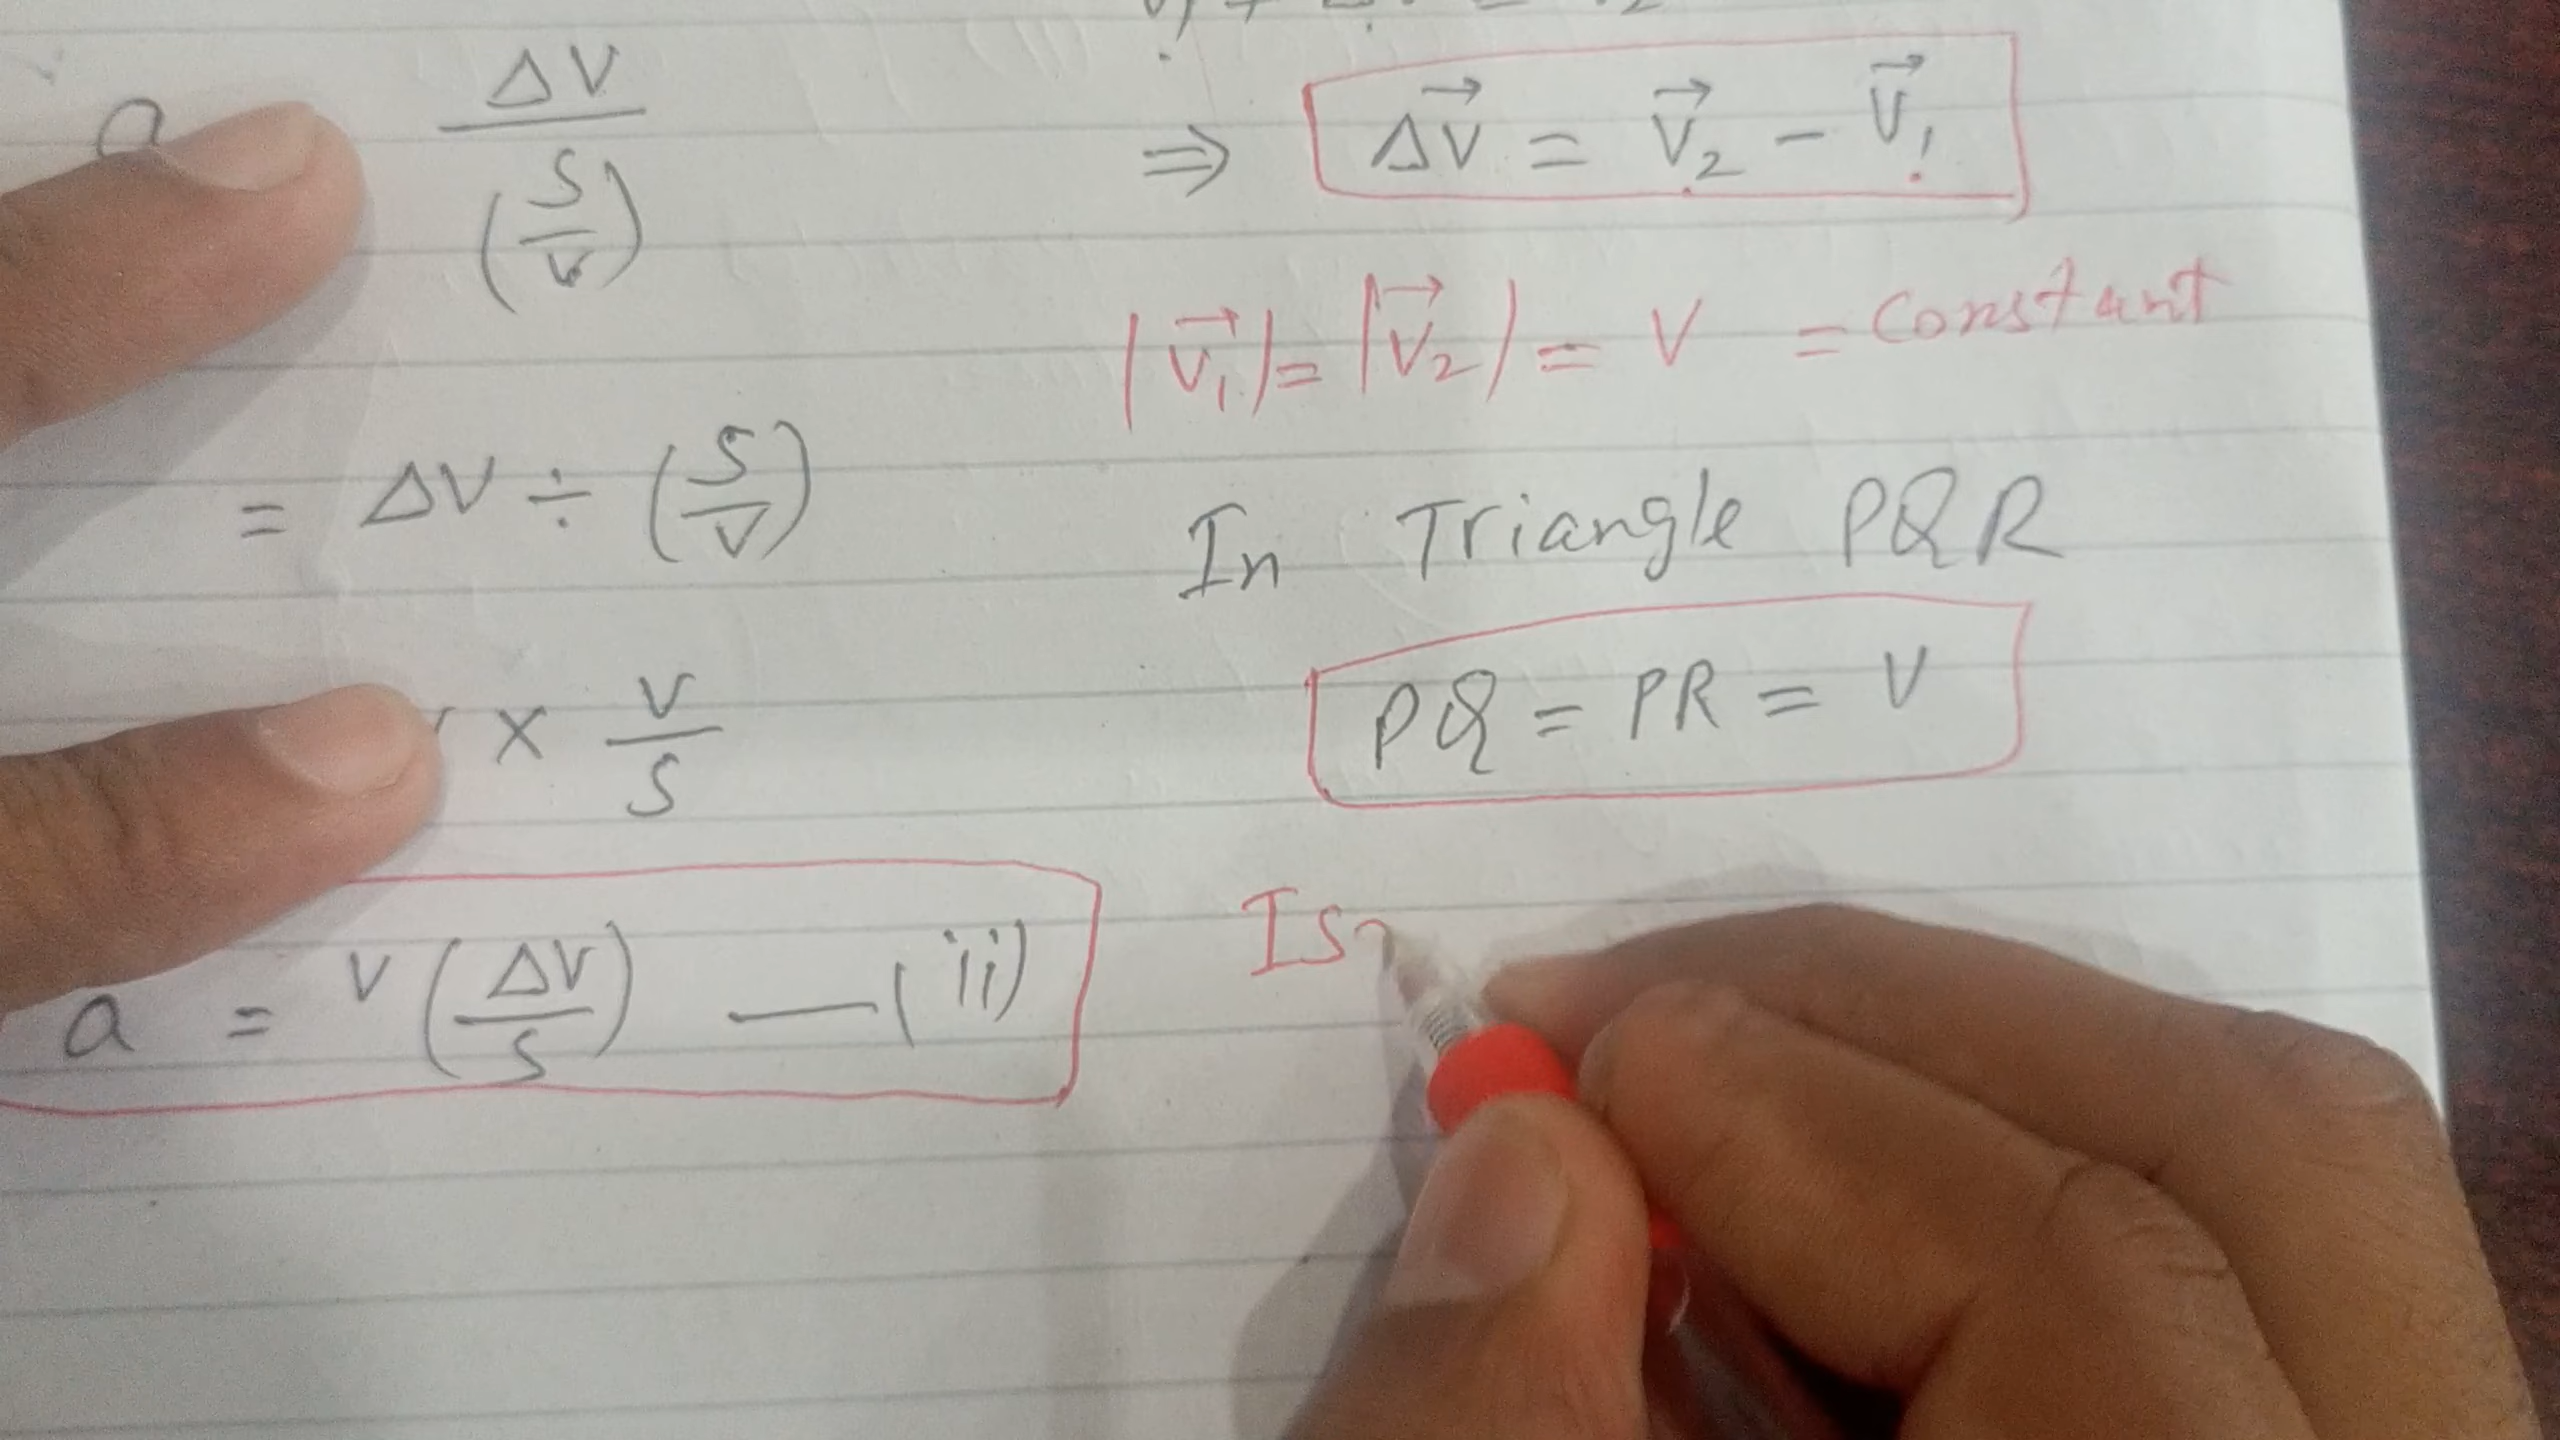 a ΔV / (S/V)
= ΔV ÷ (S/V)
× V/S
a = V (ΔV/S) — (ii)
⇒ ΔV⃗ = V⃗₂ − V⃗₁
|V⃗₁| = |V⃗₂| = V = Constant
In Triangle PQR
PQ = PR = V
Is